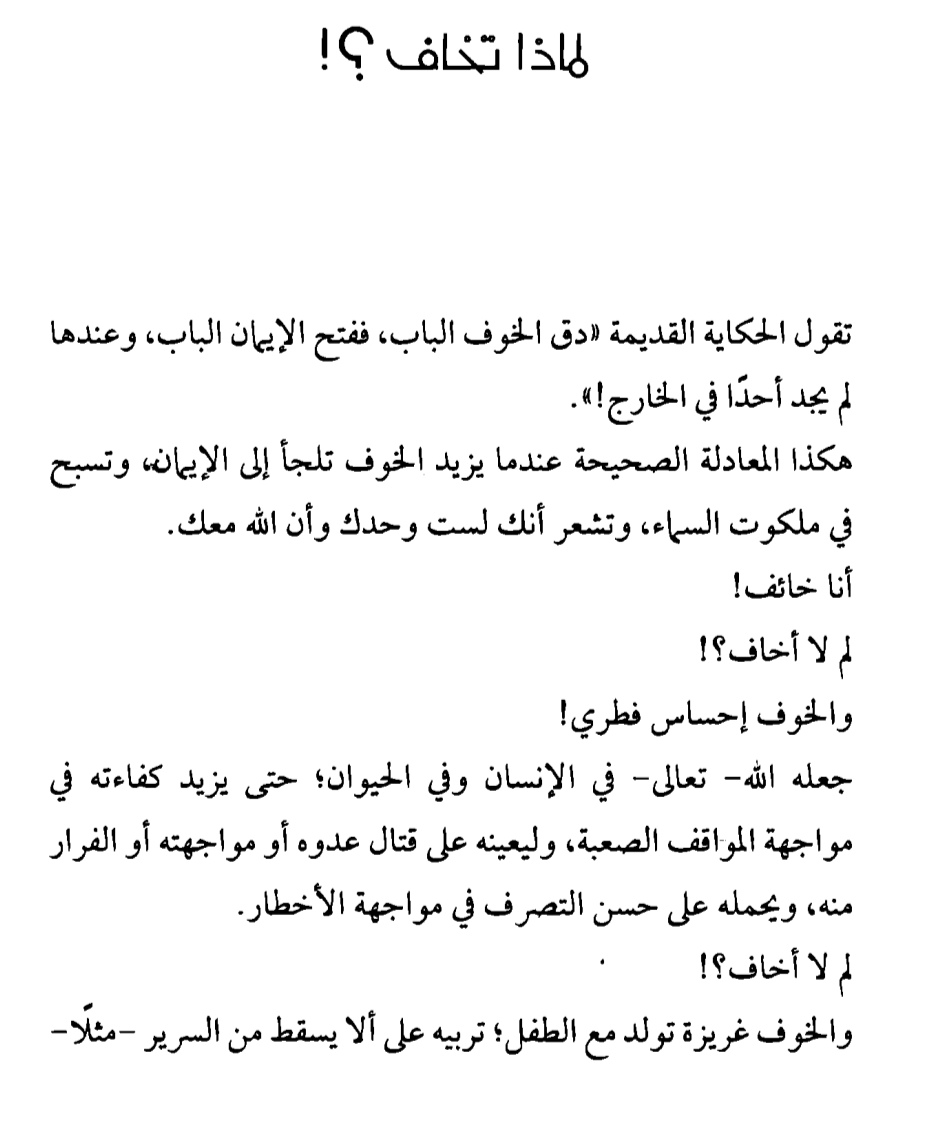 لماذا تخاف ؟!
تقول الحكاية القديمة «دق الخوف الباب، ففتح الإيمان الباب، وعندها
لم يجد أحدًا في الخارج!».
هكذا المعادلة الصحيحة عندما يزيد الخوف تلجأ إلى الإيمان، وتسبح
في ملكوت السماء، وتشعر أنك لست وحدك وأن الله معك.
أنا خائف!
لم لا أخاف؟!
والخوف إحساس فطري!
جعله الله– تعالى– في الإنسان وفي الحيوان؛ حتى يزيد كفاءته في
مواجهة المواقف الصعبة، وليعينه على قتال عدوه أو مواجهته أو الفرار
منه، ويحمله على حسن التصرف في مواجهة الأخطار.
لم لا أخاف؟!
والخوف غريزة تولد مع الطفل؛ تربيه على ألا يسقط من السرير –مثلًا–